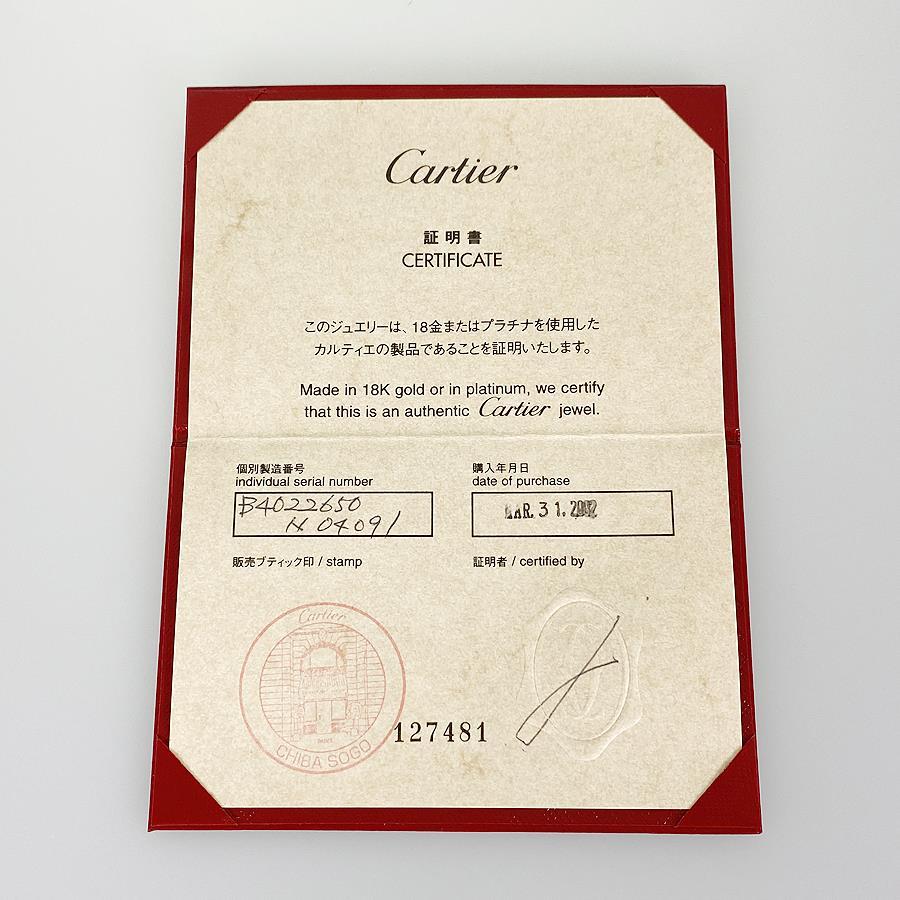 Cartier
証明書
CERTIFICATE
このジュエリーは、18金またはプラチナを使用した
カルティエの製品であることを証明いたします。
Made in 18K gold or in platinum, we certify
that this is an authentic Cartier jewel.
個別製造番号
individual serial number
B4022650
H 04091
購入年月日
date of purchase
MAR. 31. 2002
販売ブティック印 / stamp
証明者 / certified by
Cartier
PARIS
CHIBA SOGO
127481